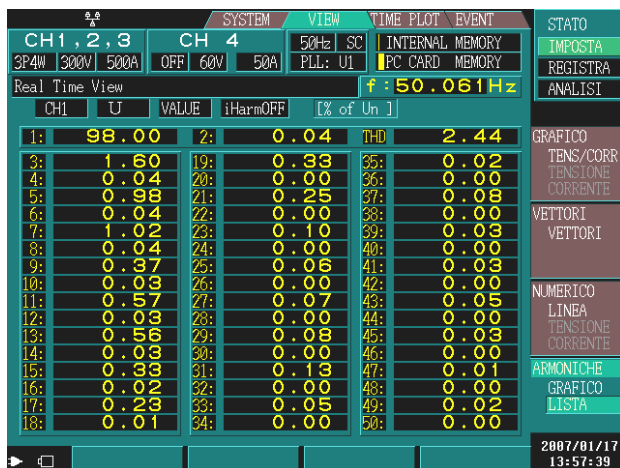 SYSTEM VIEW TIME PLOT EVENT
CH1,2,3 CH 4 50Hz SC INTERNAL MEMORY
3P4W 300V 500A OFF 60V 50A PLL: U1 PC CARD MEMORY
Real Time View f:50.061Hz
CH1 U VALUE iHarmOFF [% of Un ]
1: 98.00 2: 0.04 THD 2.44
3: 1.60 19: 0.33 35: 0.02
4: 0.04 20: 0.00 36: 0.00
5: 0.98 21: 0.25 37: 0.08
6: 0.04 22: 0.00 38: 0.00
7: 1.02 23: 0.10 39: 0.03
8: 0.04 24: 0.00 40: 0.00
9: 0.37 25: 0.06 41: 0.03
10: 0.03 26: 0.00 42: 0.00
11: 0.57 27: 0.07 43: 0.05
12: 0.03 28: 0.00 44: 0.00
13: 0.56 29: 0.08 45: 0.03
14: 0.03 30: 0.00 46: 0.00
15: 0.33 31: 0.13 47: 0.01
16: 0.02 32: 0.00 48: 0.00
17: 0.23 33: 0.05 49: 0.02
18: 0.01 34: 0.00 50: 0.00
STATO
IMPOSTA
REGISTRA
ANALISI
GRAFICO
TENS/CORR
TENSIONE
CORRENTE
VETTORI
VETTORI
NUMERICO
LINEA
TENSIONE
CORRENTE
ARMONICHE
GRAFICO
LISTA
2007/01/17
13:57:39